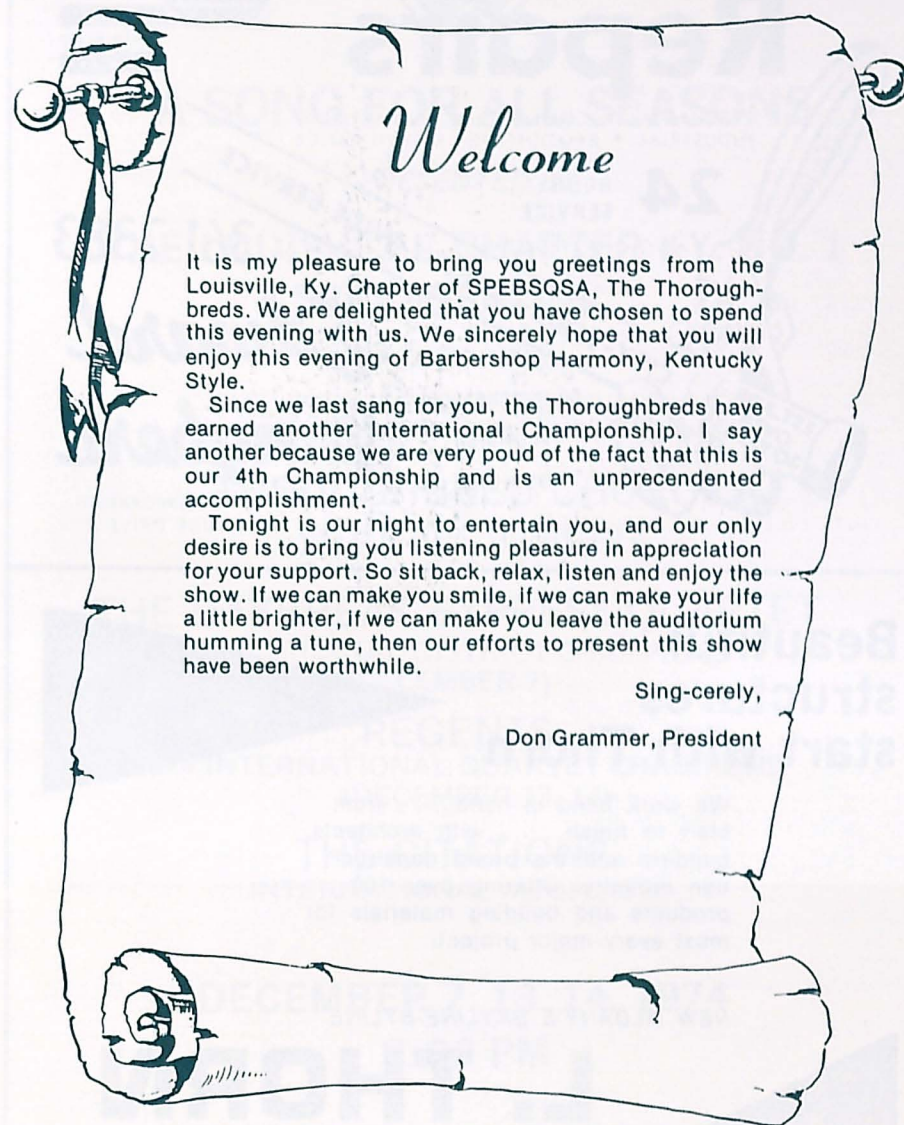 Welcome
It is my pleasure to bring you greetings from the
Louisville, Ky. Chapter of SPEBSQSA, The Thorough-
breds. We are delighted that you have chosen to spend
this evening with us. We sincerely hope that you will
enjoy this evening of Barbershop Harmony, Kentucky
Style.
Since we last sang for you, the Thoroughbreds have
earned another International Championship. I say
another because we are very poud of the fact that this is
our 4th Championship and is an unprecendented
accomplishment.
Tonight is our night to entertain you, and our only
desire is to bring you listening pleasure in appreciation
for your support. So sit back, relax, listen and enjoy the
show. If we can make you smile, if we can make your life
a little brighter, if we can make you leave the auditorium
humming a tune, then our efforts to present this show
have been worthwhile.
Sing-cerely,
Don Grammer, President